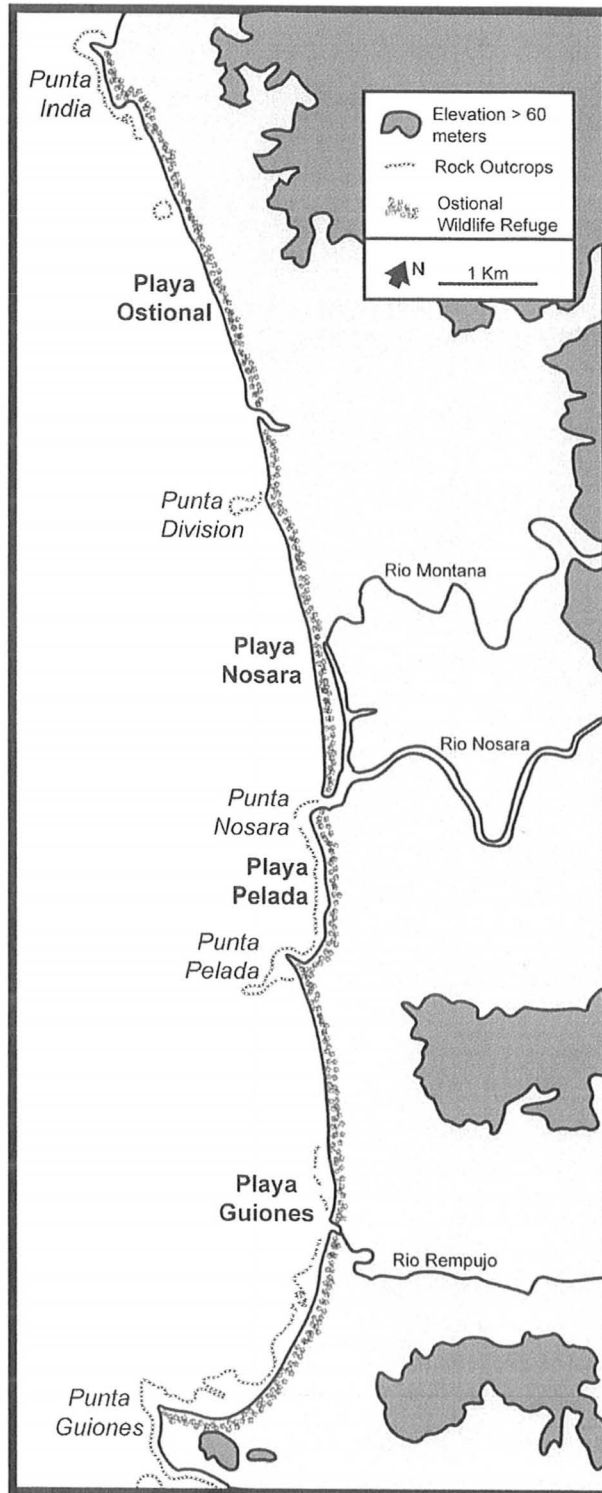 Punta
India
Elevation > 60
meters
Rock Outcrops
Ostional
Wildlife Refuge
N
1 Km
Playa
Ostional
Punta
Division
Rio Montana
Playa
Nosara
Rio Nosara
Punta
Nosara
Playa
Pelada
Punta
Pelada
Playa
Guiones
Rio Rempujo
Punta
Guiones